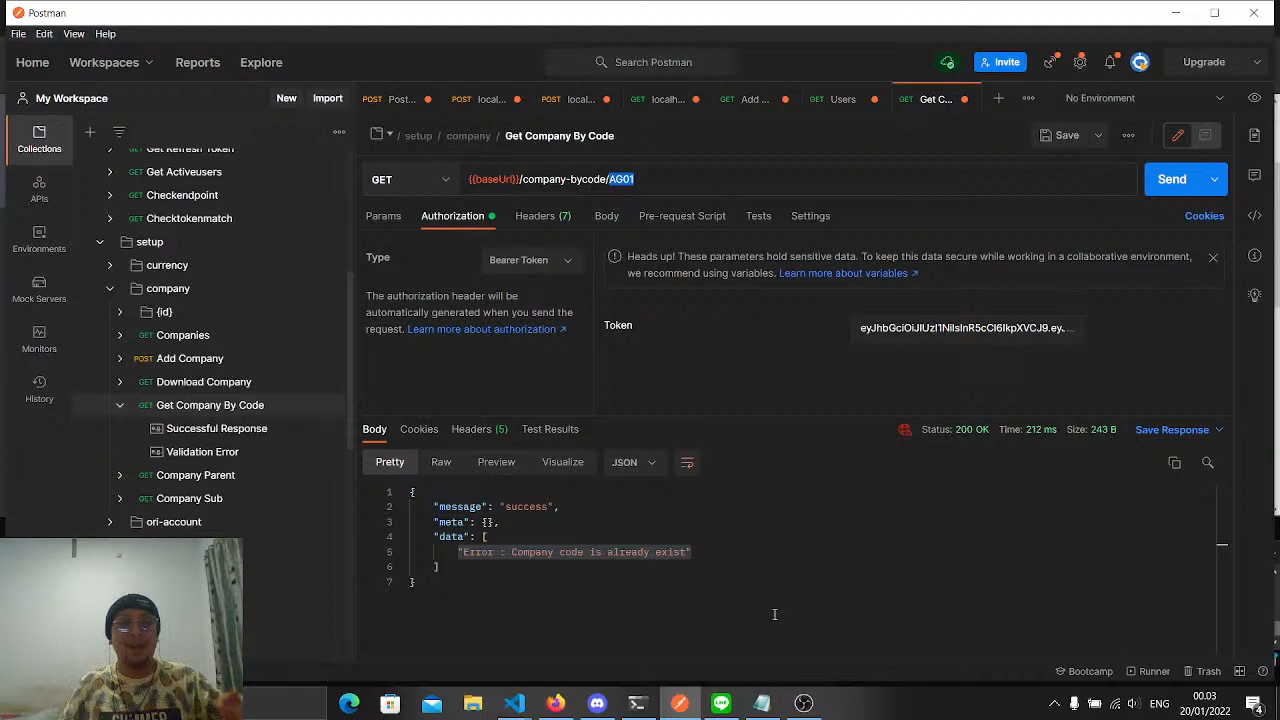 Postman
File Edit View Help
Home Workspaces Reports Explore
Search Postman
Invite
Upgrade
My Workspace
New Import
POST Post...
POST local...
POST local...
GET localh...
Add ...
Users
GET Get C...
No Environment
Collections
APIs
Environments
Mock Servers
Monitors
History
Get Refresh Token
GET Get Activeusers
GET Checkendpoint
GET Checktokenmatch
setup
currency
company
{id}
GET Companies
POST Add Company
GET Download Company
GET Get Company By Code
e.g. Successful Response
e.g. Validation Error
GET Company Parent
GET Company Sub
ori-account
/ setup / company / Get Company By Code
Save
GET
{{baseUrl}}/company-bycode/AG01
Send
Params Authorization Headers (7) Body Pre-request Script Tests Settings
Cookies
Type
Bearer Token
The authorization header will be
automatically generated when you send the
request. Learn more about authorization ↗
Heads up! These parameters hold sensitive data. To keep this data secure while working in a collaborative environment,
we recommend using variables. Learn more about variables ↗
Token
Body Cookies Headers (5) Test Results
Status: 200 OK Time: 212 ms Size: 243 B
Save Response
Pretty Raw Preview Visualize JSON
1 {
2 "message": "success",
3 "meta": {},
4 "data": [
5 "Error : Company code is already exist"
6 ]
7 }
Bootcamp Runner Trash
SUMMER
LINE
ENG
00.03
20/01/2022
4